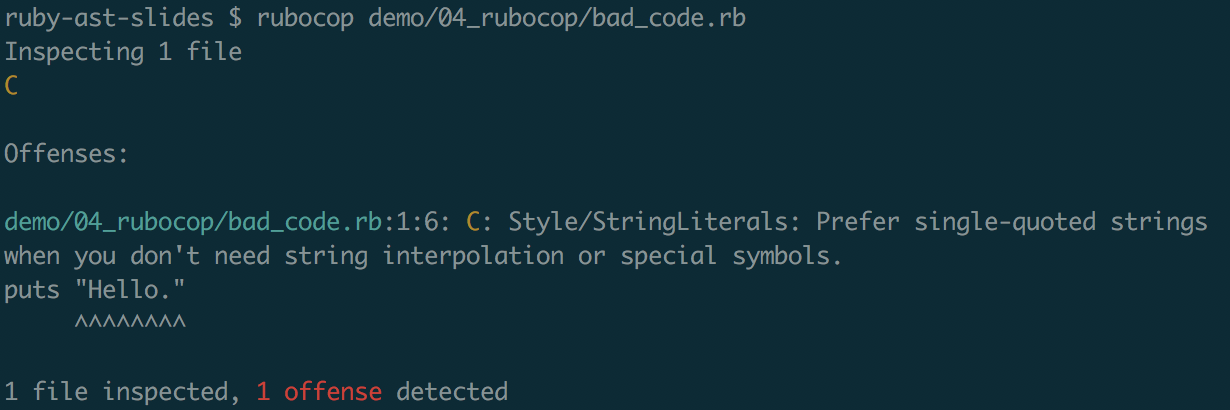 ruby-ast-slides $ rubocop demo/04_rubocop/bad_code.rb
Inspecting 1 file
C
Offenses:
demo/04_rubocop/bad_code.rb:1:6: C: Style/StringLiterals: Prefer single-quoted strings
when you don't need string interpolation or special symbols.
puts "Hello."
     ^^^^^^^^
1 file inspected, 1 offense detected